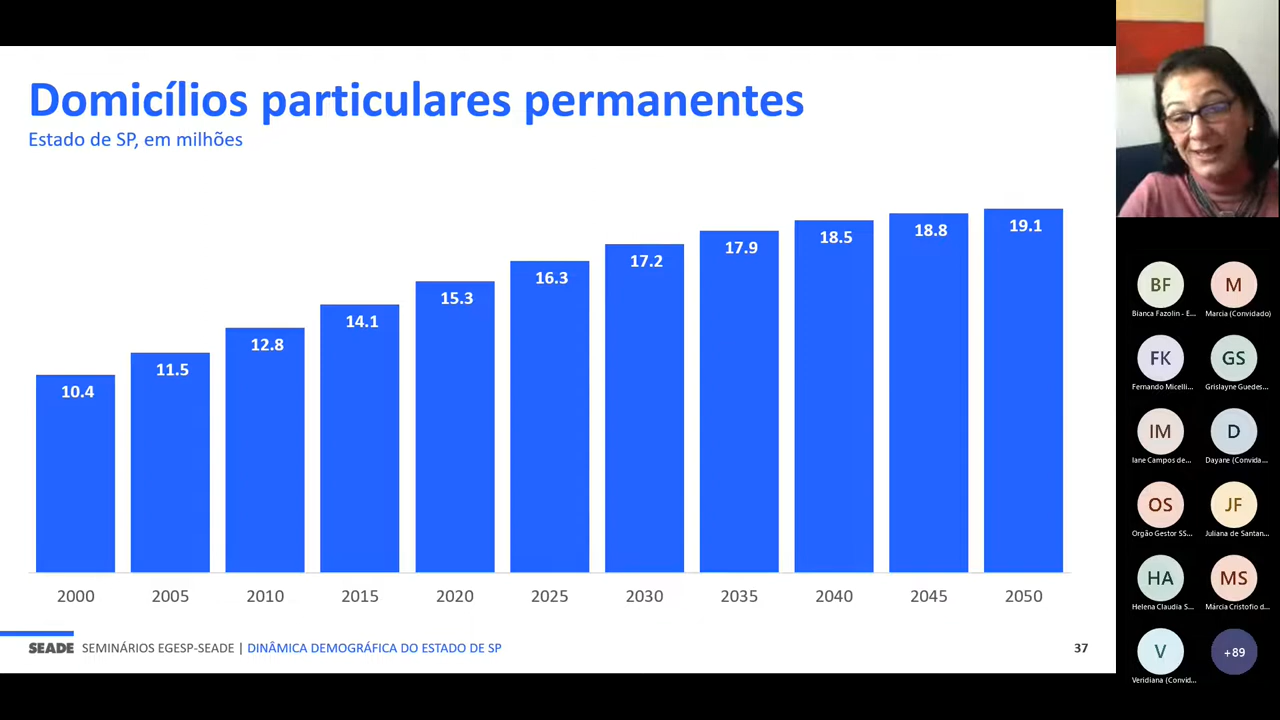 Domicílios particulares permanentes
Estado de SP, em milhões
10.4
11.5
12.8
14.1
15.3
16.3
17.2
17.9
18.5
18.8
19.1
2000
2005
2010
2015
2020
2025
2030
2035
2040
2045
2050
SEADE SEMINÁRIOS EGESP-SEADE | DINÂMICA DEMOGRÁFICA DO ESTADO DE SP
37
BF
Bianca Fazolin - E...
M
Marcia (Convidado)
FK
Fernando Micelli...
GS
Grislayne Guedes...
IM
Iane Campos de...
D
Dayane (Convida...
OS
Orgão Gestor SS...
JF
Juliana de Santan...
HA
Helena Claudia S...
MS
Márcia Cristofio d...
V
Veridiana (Convid...
+89